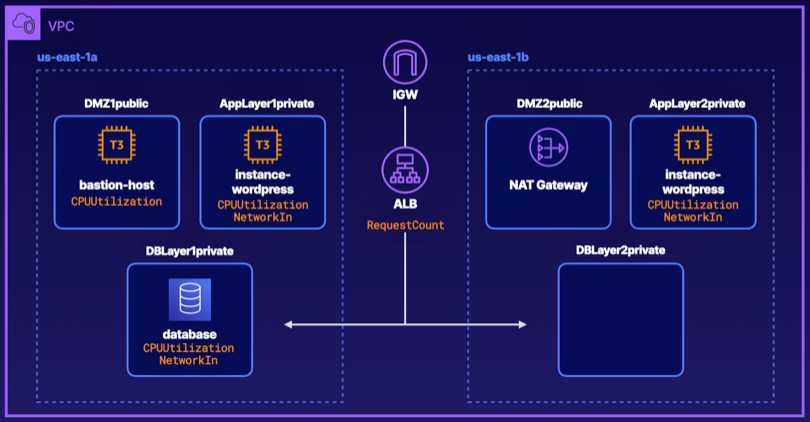 VPC
us-east-1a
us-east-1b
IGW
DMZ1public
AppLayer1private
DMZ2public
AppLayer2private
T3
T3
T3
bastion-host
CPUUtilization
instance-
wordpress
CPUUtilization
NetworkIn
ALB
RequestCount
NAT Gateway
instance-
wordpress
CPUUtilization
NetworkIn
DBLayer1private
DBLayer2private
database
CPUUtilization
NetworkIn